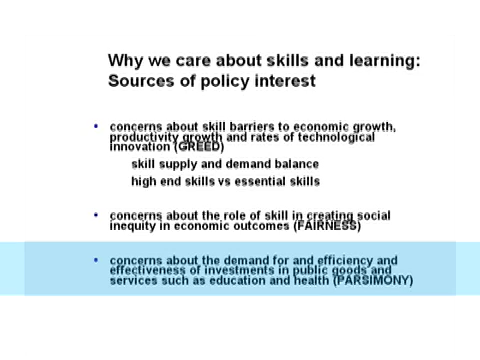 Why we care about skills and learning:
Sources of policy interest
• concerns about skill barriers to economic growth,
productivity growth and rates of technological
innovation (GREED)
skill supply and demand balance
high end skills vs essential skills
• concerns about the role of skill in creating social
inequity in economic outcomes (FAIRNESS)
• concerns about the demand for and efficiency and
effectiveness of investments in public goods and
services such as education and health (PARSIMONY)